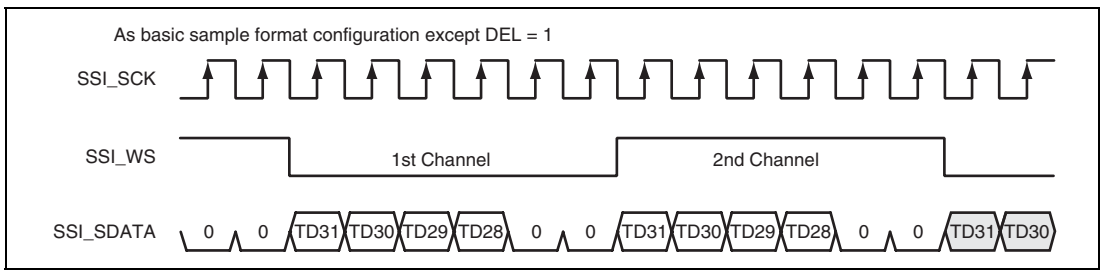 As basic sample format configuration except DEL = 1
SSI_SCK
SSI_WS 1st Channel 2nd Channel
SSI_SDATA 0 0 TD31 TD30 TD29 TD28 0 0 TD31 TD30 TD29 TD28 0 0 TD31 TD30